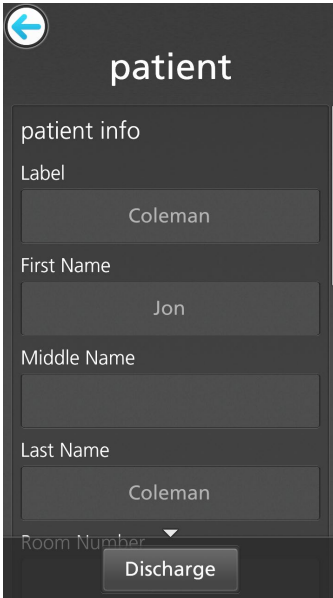 patient
patient info
Label
Coleman
First Name
Jon
Middle Name
Last Name
Coleman
Room Number
Discharge